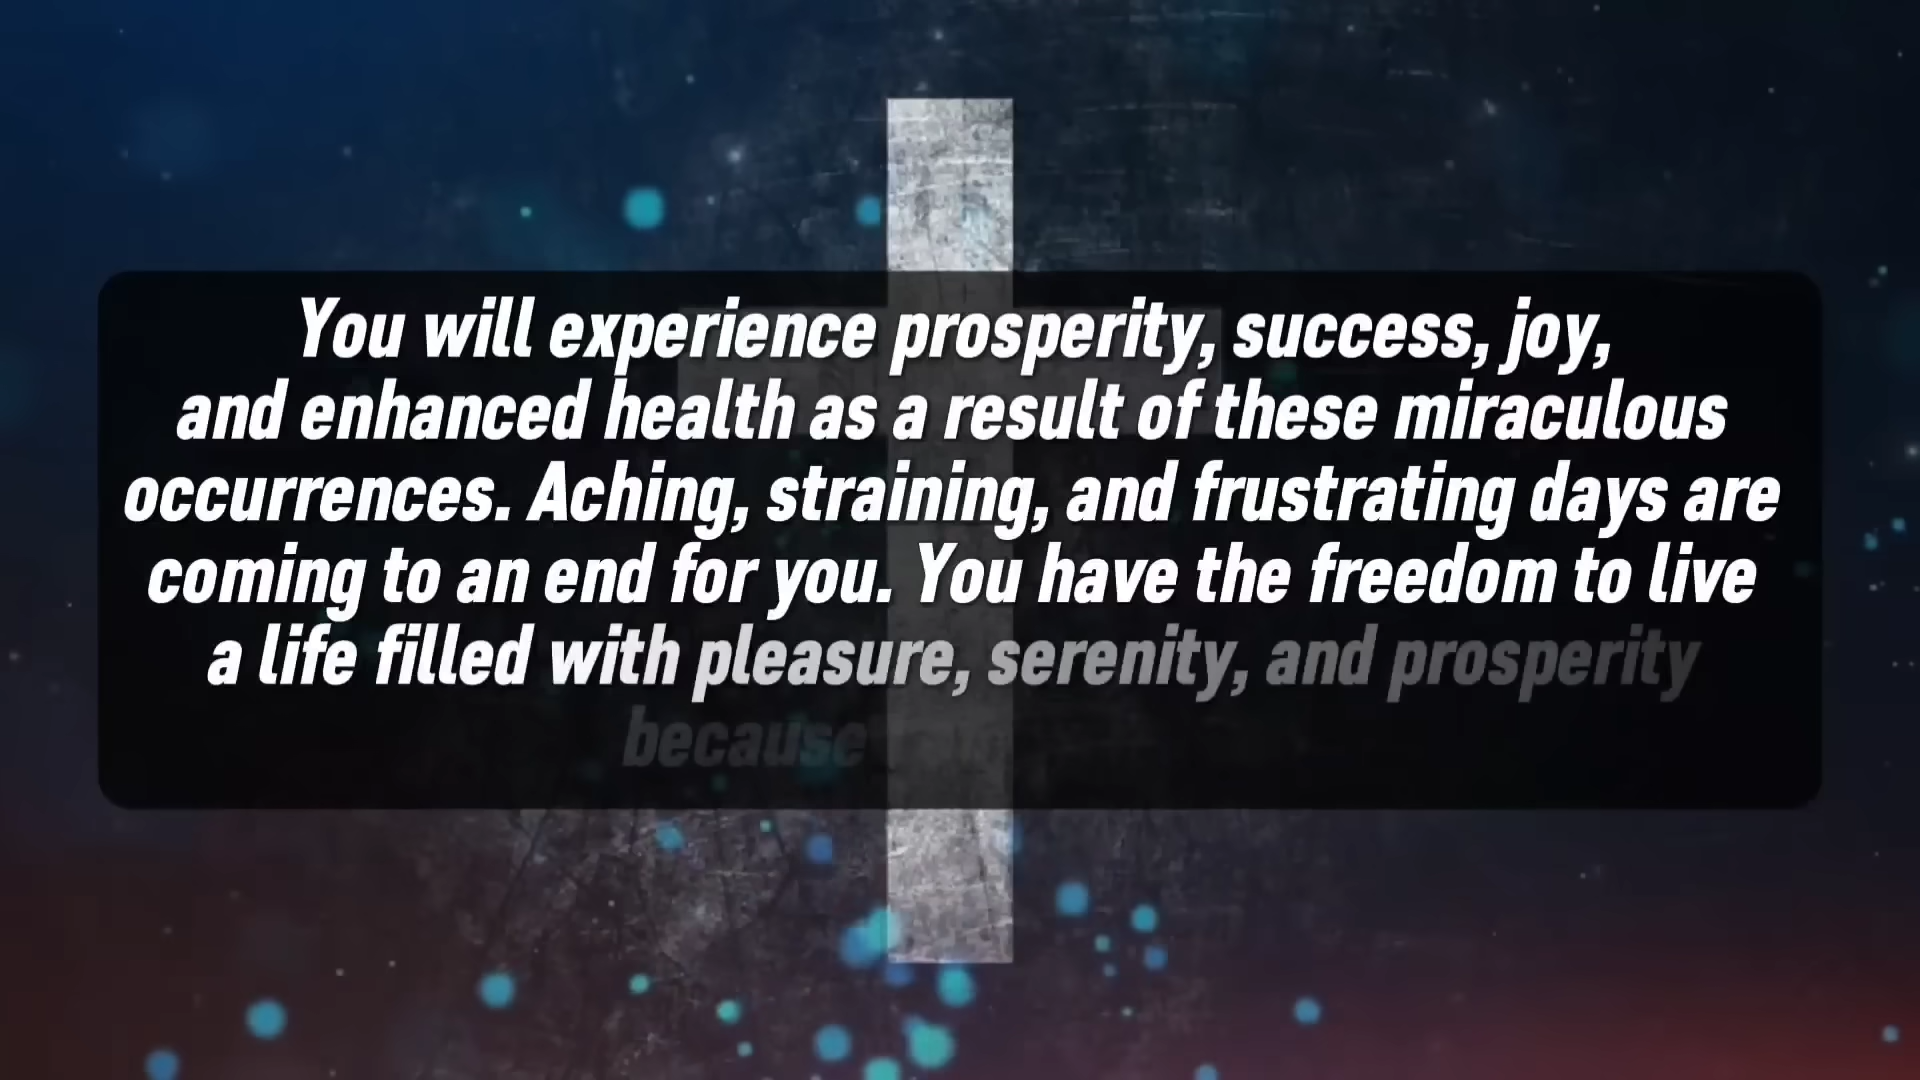 You will experience prosperity, success, joy,
and enhanced health as a result of these miraculous
occurrences. Aching, straining, and frustrating days are
coming to an end for you. You have the freedom to live
a life filled with pleasure, serenity, and prosperity
because